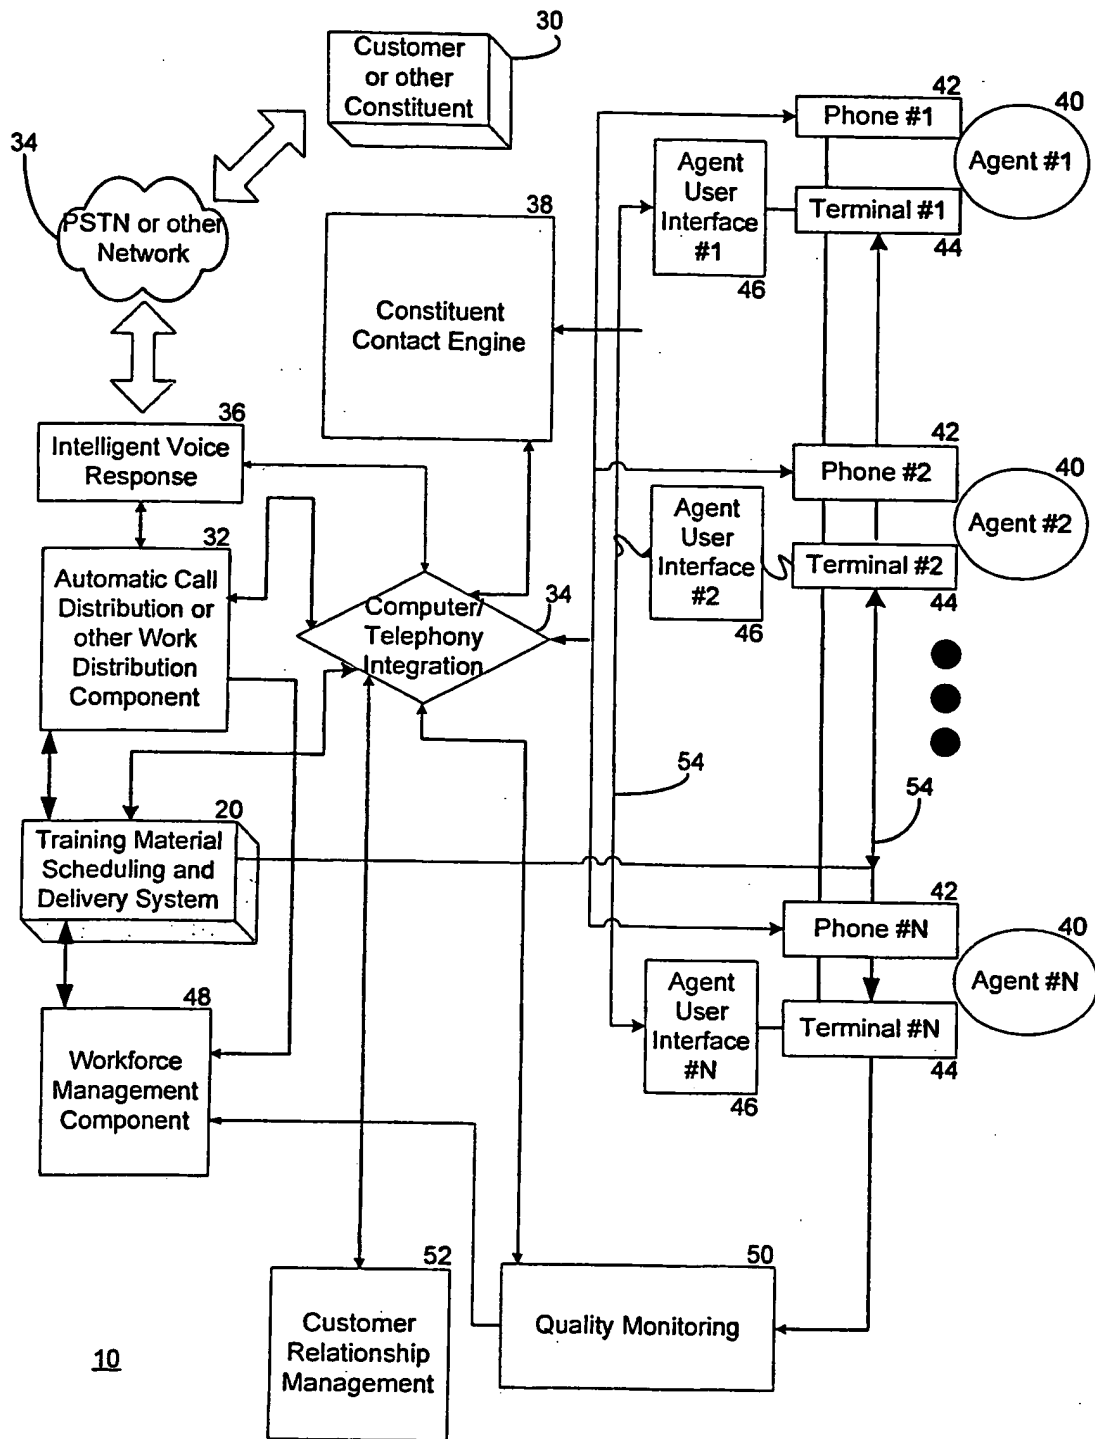 30
Customer
or other
Constituent
34
PSTN or other
Network
38
Constituent
Contact Engine
36
Intelligent Voice
Response
32
Automatic Call
Distribution or
other Work
Distribution
Component
34
Computer/
Telephony
Integration
20
Training Material
Scheduling and
Delivery System
48
Workforce
Management
Component
52
Customer
Relationship
Management
50
Quality Monitoring
10
42
Phone #1
40
Agent #1
Agent
User
Interface
#1
46
Terminal #1
44
42
Phone #2
40
Agent #2
Agent
User
Interface
#2
46
Terminal #2
44
54
54
42
Phone #N
40
Agent #N
Agent
User
Interface
#N
46
Terminal #N
44